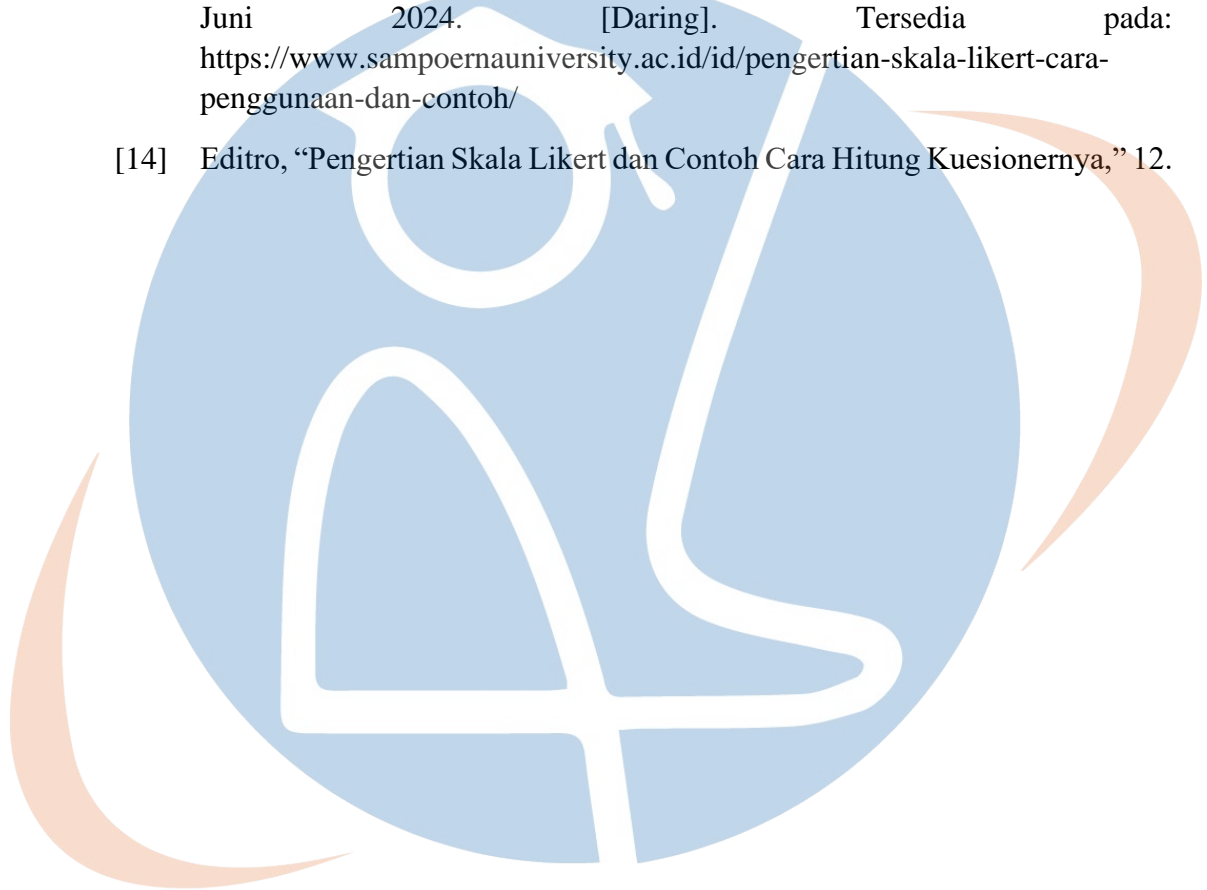 Juni 2024. [Daring]. Tersedia pada:
https://www.sampoernauniversity.ac.id/id/pengertian-skala-likert-cara-
penggunaan-dan-contoh/
[14] Editro, “Pengertian Skala Likert dan Contoh Cara Hitung Kuesionernya,” 12.